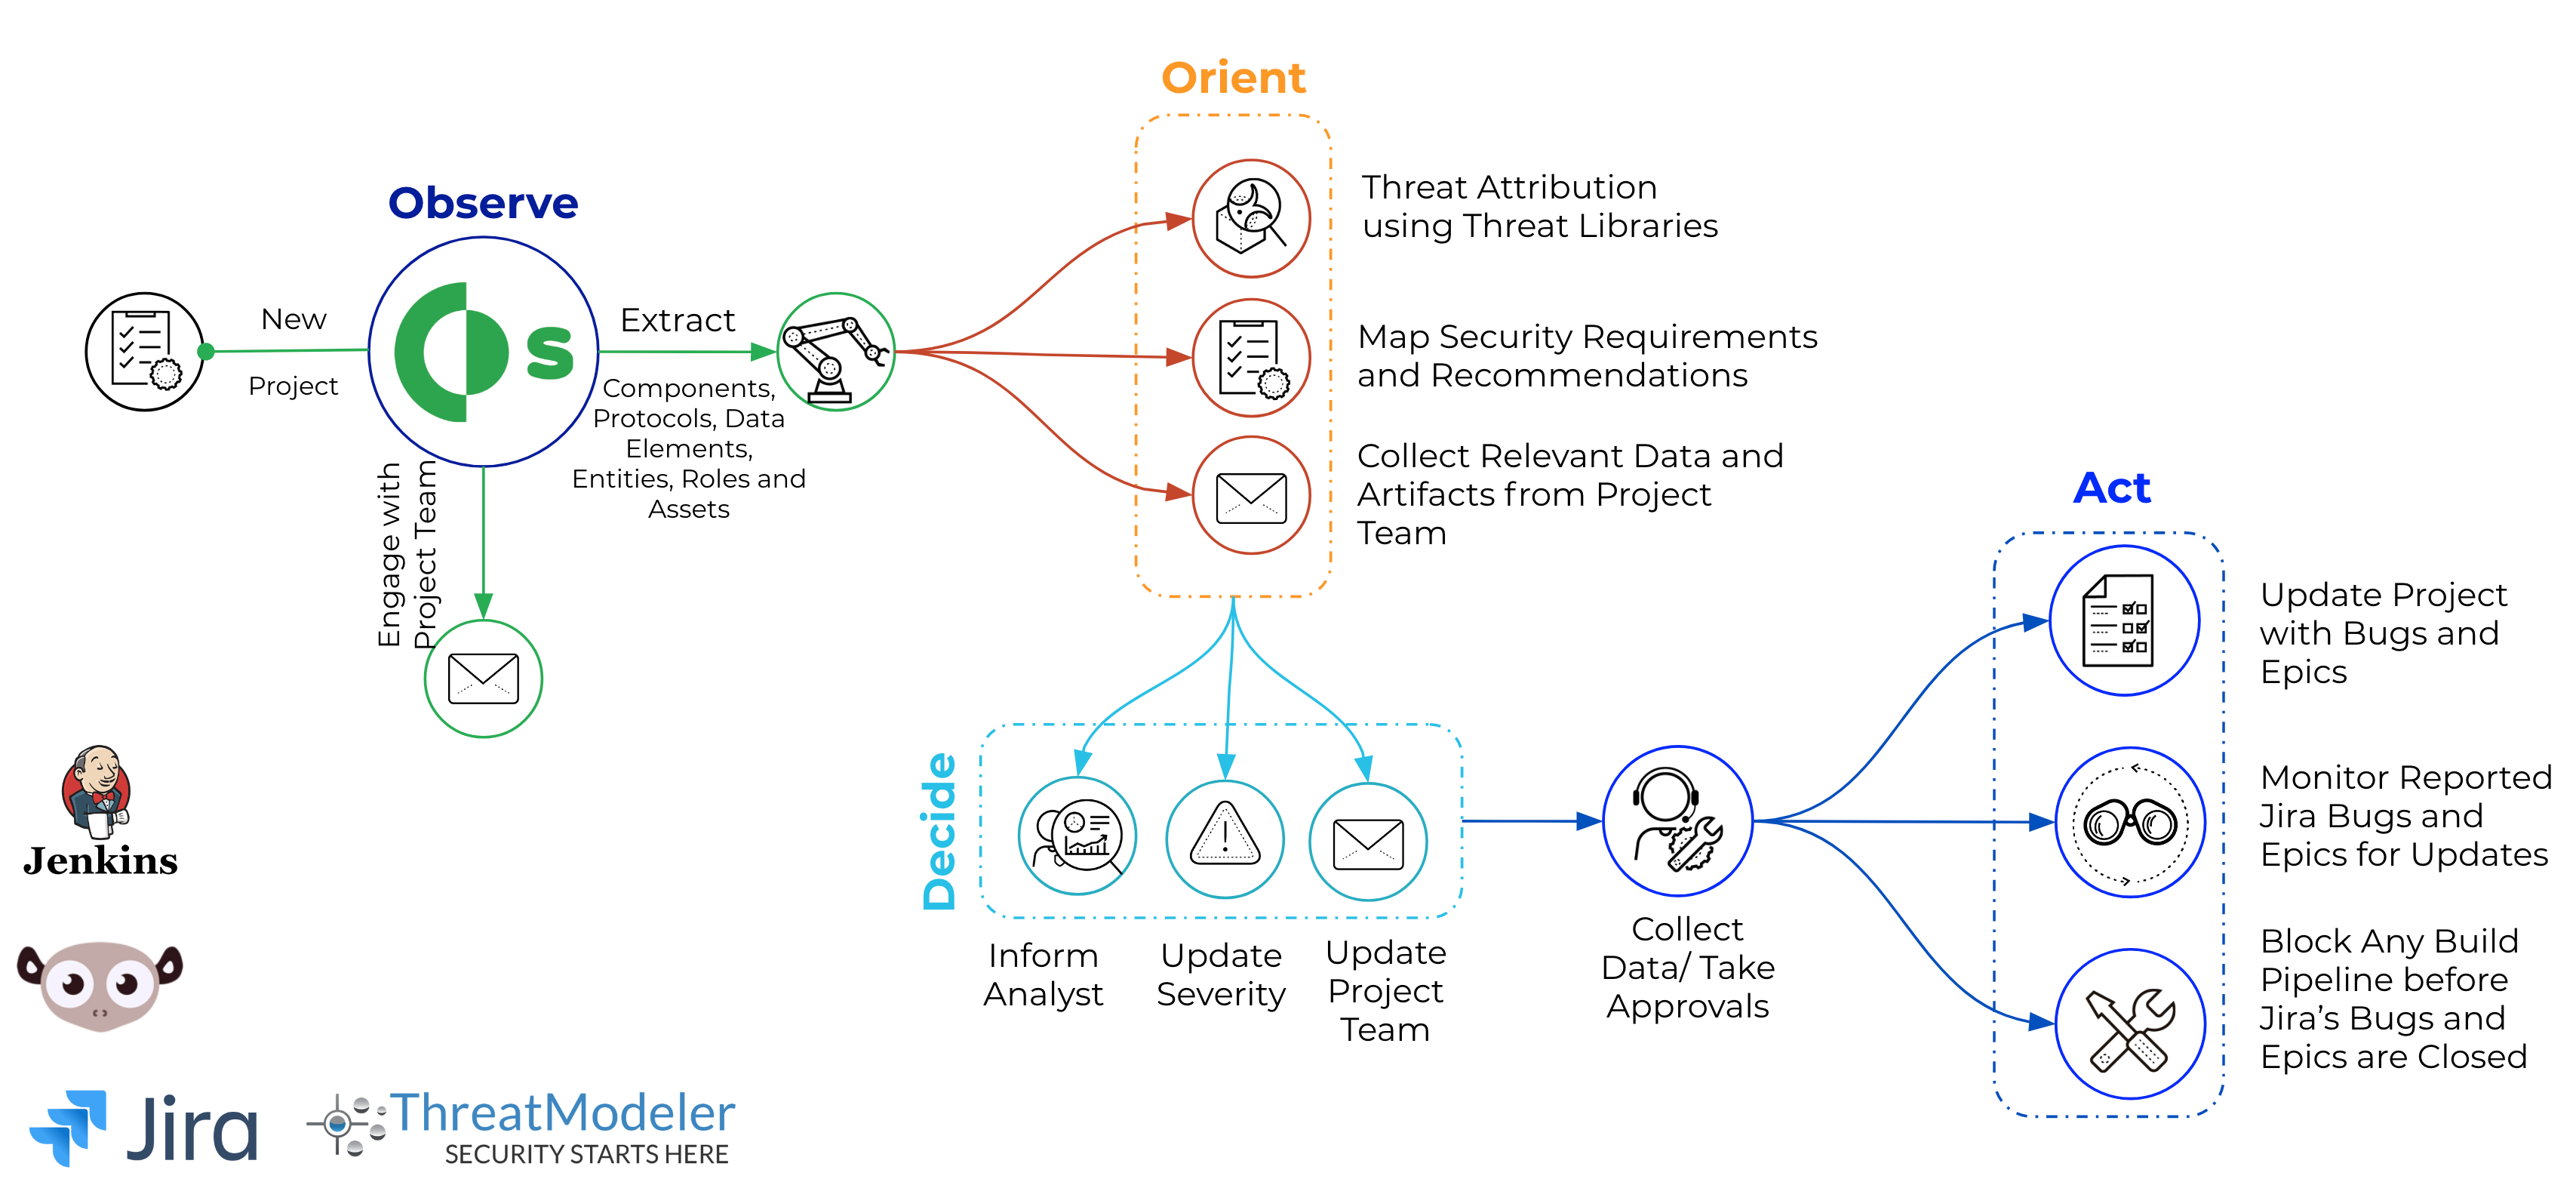 Orient
Observe
Threat Attribution
using Threat Libraries
New
Project
s
Extract
Components,
Protocols, Data
Elements,
Entities, Roles and
Assets
Map Security Requirements
and Recommendations
Collect Relevant Data and
Artifacts from Project
Team
Engage with
Project Team
Act
Update Project
with Bugs and
Epics
Decide
Inform
Analyst
Update
Severity
Update
Project
Team
Collect
Data/ Take
Approvals
Monitor Reported
Jira Bugs and
Epics for Updates
Block Any Build
Pipeline before
Jira’s Bugs and
Epics are Closed
Jenkins
Jira
ThreatModeler
SECURITY STARTS HERE